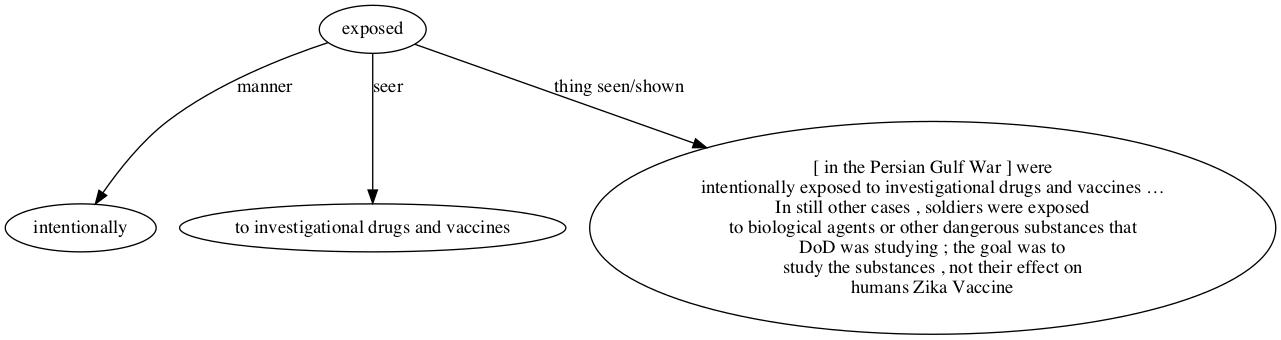 exposed
manner
seer
thing seen/shown
intentionally
to investigational drugs and vaccines
[ in the Persian Gulf War ] were
intentionally exposed to investigational drugs and vaccines …
In still other cases , soldiers were exposed
to biological agents or other dangerous substances that
DoD was studying ; the goal was to
study the substances , not their effect on
humans Zika Vaccine